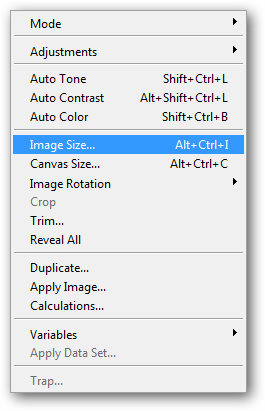 Mode
Adjustments
Auto Tone Shift+Ctrl+L
Auto Contrast Alt+Shift+Ctrl+L
Auto Color Shift+Ctrl+B
Image Size... Alt+Ctrl+I
Canvas Size... Alt+Ctrl+C
Image Rotation
Crop
Trim...
Reveal All
Duplicate...
Apply Image...
Calculations...
Variables
Apply Data Set...
Trap...